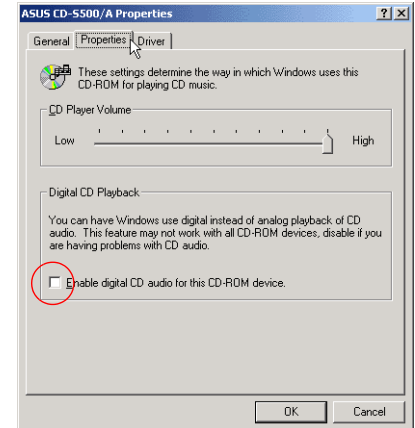 ASUS CD-S500/A Properties
General Properties Driver
These settings determine the way in which Windows uses this
CD-ROM for playing CD music.
CD Player Volume
Low High
Digital CD Playback
You can have Windows use digital instead of analog playback of CD
audio. This feature may not work with all CD-ROM devices, disable if you
are having problems with CD audio.
Enable digital CD audio for this CD-ROM device.
OK Cancel